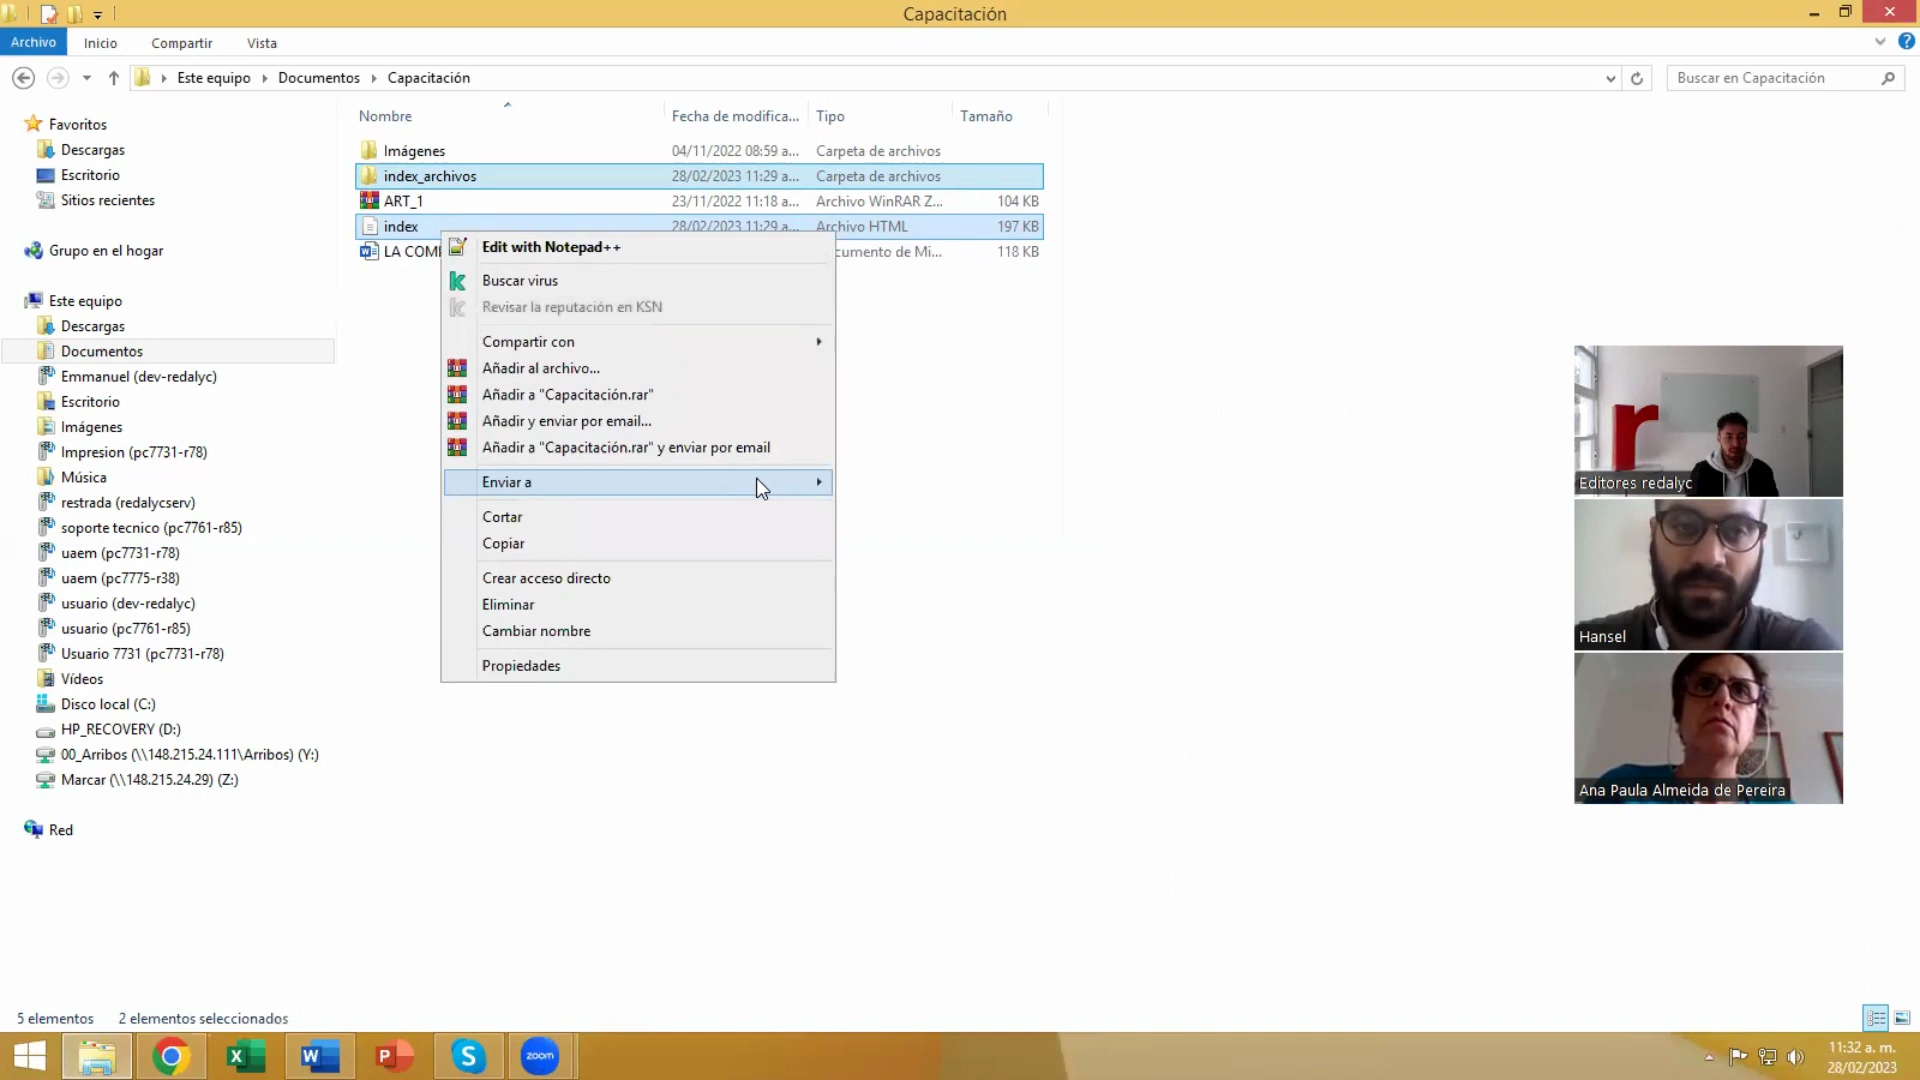 Capacitación
Archivo Inicio Compartir Vista
Este equipo Documentos Capacitación
Buscar en Capacitación
Favoritos
Descargas
Escritorio
Sitios recientes
Grupo en el hogar
Este equipo
Descargas
Documentos
Emmanuel (dev-redalyc)
Escritorio
Imágenes
Impresion (pc7731-r78)
Música
restrada (redalycserv)
soporte tecnico (pc7761-r85)
uaem (pc7731-r78)
uaem (pc7775-r38)
usuario (dev-redalyc)
usuario (pc7761-r85)
Usuario 7731 (pc7731-r78)
Vídeos
Disco local (C:)
HP_RECOVERY (D:)
00_Arribos (\\148.215.24.111\Arribos) (Y:)
Marcar (\\148.215.24.29) (Z:)
Red
Nombre Fecha de modifica... Tipo Tamaño
Imágenes 04/11/2022 08:59 a... Carpeta de archivos
index_archivos 28/02/2023 11:29 a... Carpeta de archivos
ART_1 23/11/2022 11:18 a... Archivo WinRAR Z... 104 KB
index 28/02/2023 11:29 a... Archivo HTML 197 KB
LA COM cumento de Mi... 118 KB
Edit with Notepad++
Buscar virus
Revisar la reputación en KSN
Compartir con
Añadir al archivo...
Añadir a "Capacitación.rar"
Añadir y enviar por email...
Añadir a "Capacitación.rar" y enviar por email
Enviar a
Cortar
Copiar
Crear acceso directo
Eliminar
Cambiar nombre
Propiedades
r
Editores redalyc
Hansel
Ana Paula Almeida de Pereira
5 elementos 2 elementos seleccionados
zoom
11:32 a. m.
28/02/2023